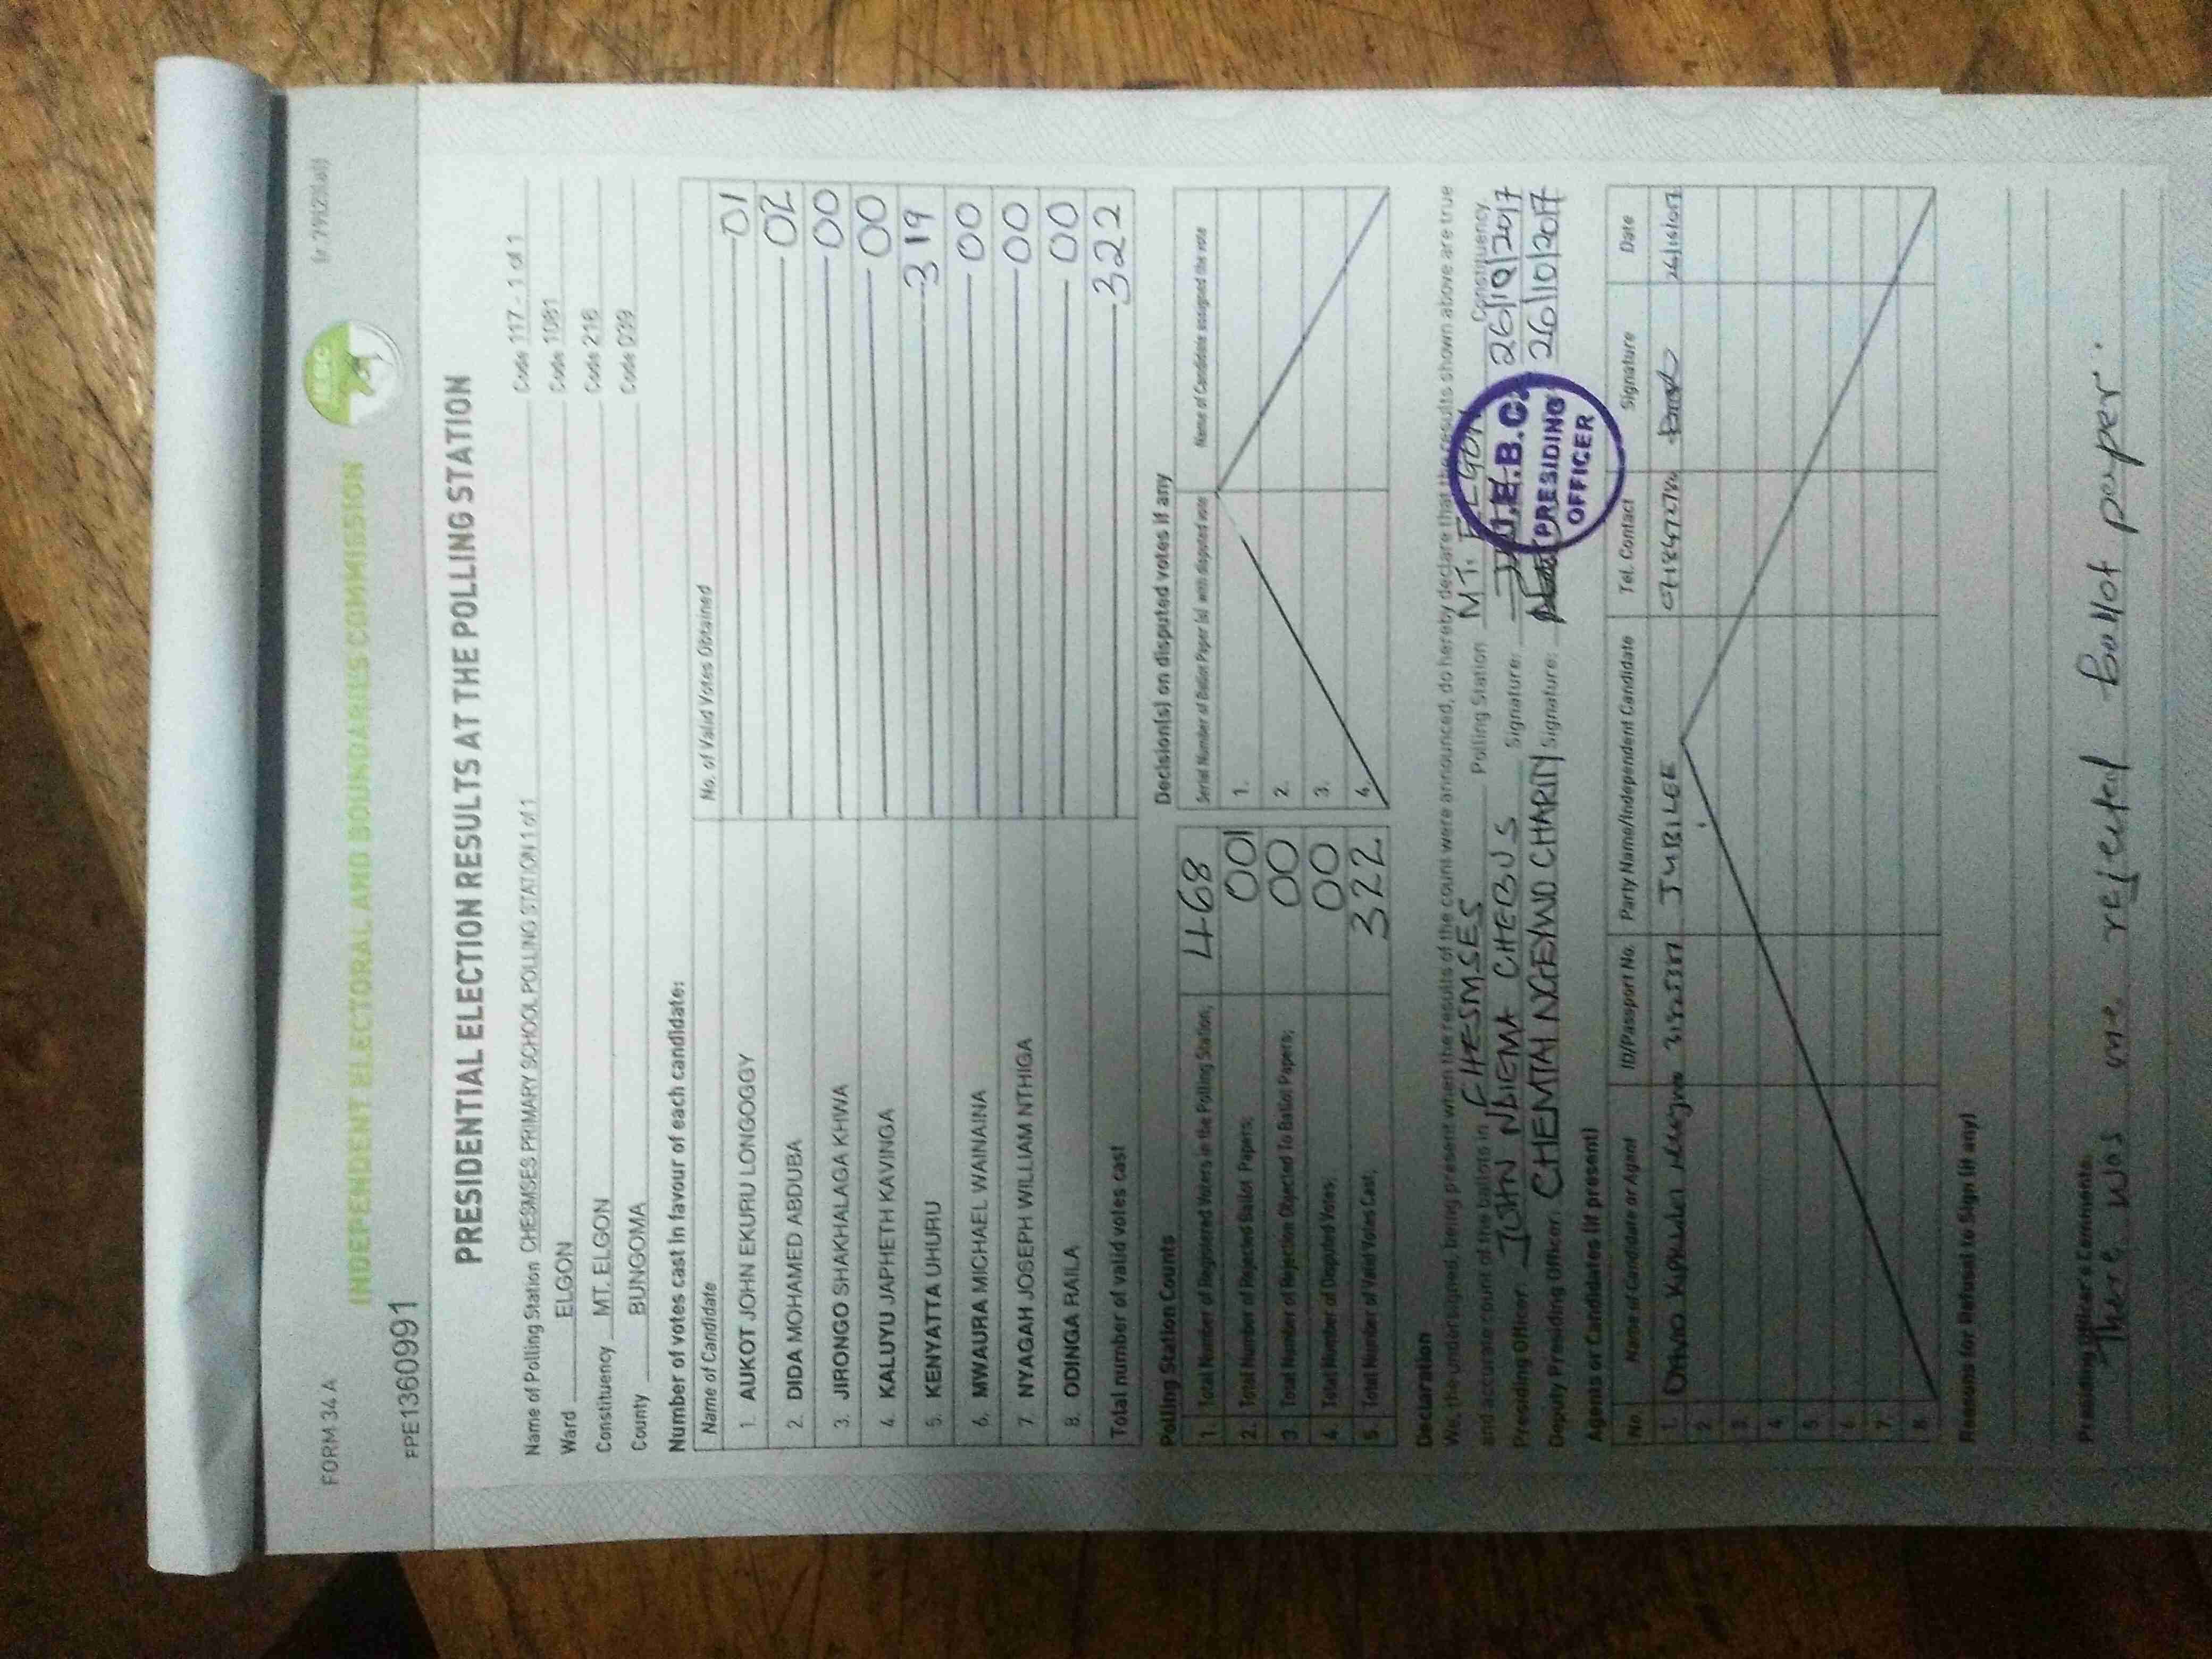 FORM 34 A
INDEPENDENT ELECTORAL AND BOUNDARIES COMMISSION
IEBC
FPE1360991
PRESIDENTIAL ELECTION RESULTS AT THE POLLING STATION
Name of Polling Station CHESMSES PRIMARY SCHOOL POLLING STATION 1 of 1 Code 117 - 1 of 1
Ward ELGON Code 1081
Constituency MT. ELGON Code 216
County BUNGOMA Code 039
Number of votes cast in favour of each candidate:
Name of Candidate No. of Valid Votes Obtained
1. AUKOT JOHN EKURU LONGOGGY 01
2. DIDA MOHAMED ABDUBA 02
3. JIRONGO SHAKHALAGA KHWA 00
4. KALUYU JAPHETH KAVINGA 00
5. KENYATTA UHURU 319
6. MWAURA MICHAEL WAINAINA 00
7. NYAGAH JOSEPH WILLIAM NTHIGA 00
8. ODINGA RAILA 00
Total number of valid votes cast 322
Polling Station Counts Decision(s) on disputed votes if any
Serial Number of Ballot Paper (s) with disputed vote Name of Candidate assigned the vote
1. Total Number of Registered Voters in the Polling Station; 468 1.
2. Total Number of Rejected Ballot Papers; 001 2.
3. Total Number of Rejection Objected To Ballot Papers; 00 3.
4. Total Number of Disputed Votes; 00 4.
5. Total Number of Valid Votes Cast; 322
Declaration
We, the undersigned, being present when the results of the count were announced, do hereby declare that the results shown above are true
and accurate count of the ballots in CHESMSES Polling Station MT. ELGON Constituency.
Presiding Officer: JOHN NDIEMA CHEBUS Signature: 26/10/2017
Deputy Presiding Officer: CHEMTAI NGEYWO CHARITY Signature: 26/10/2017
I.E.B.C.
PRESIDING
OFFICER
Agents or Candidates (if present)
No. Name of Candidate or Agent ID/Passport No. Party Name/Independent Candidate Tel. Contact Signature Date
1. JUBILEE 26/10/2017
2.
3.
4.
5.
6.
7.
8.
Reasons for Refusal to Sign (if any)
Presiding Officer's Comments:
There was one rejected ballot paper.